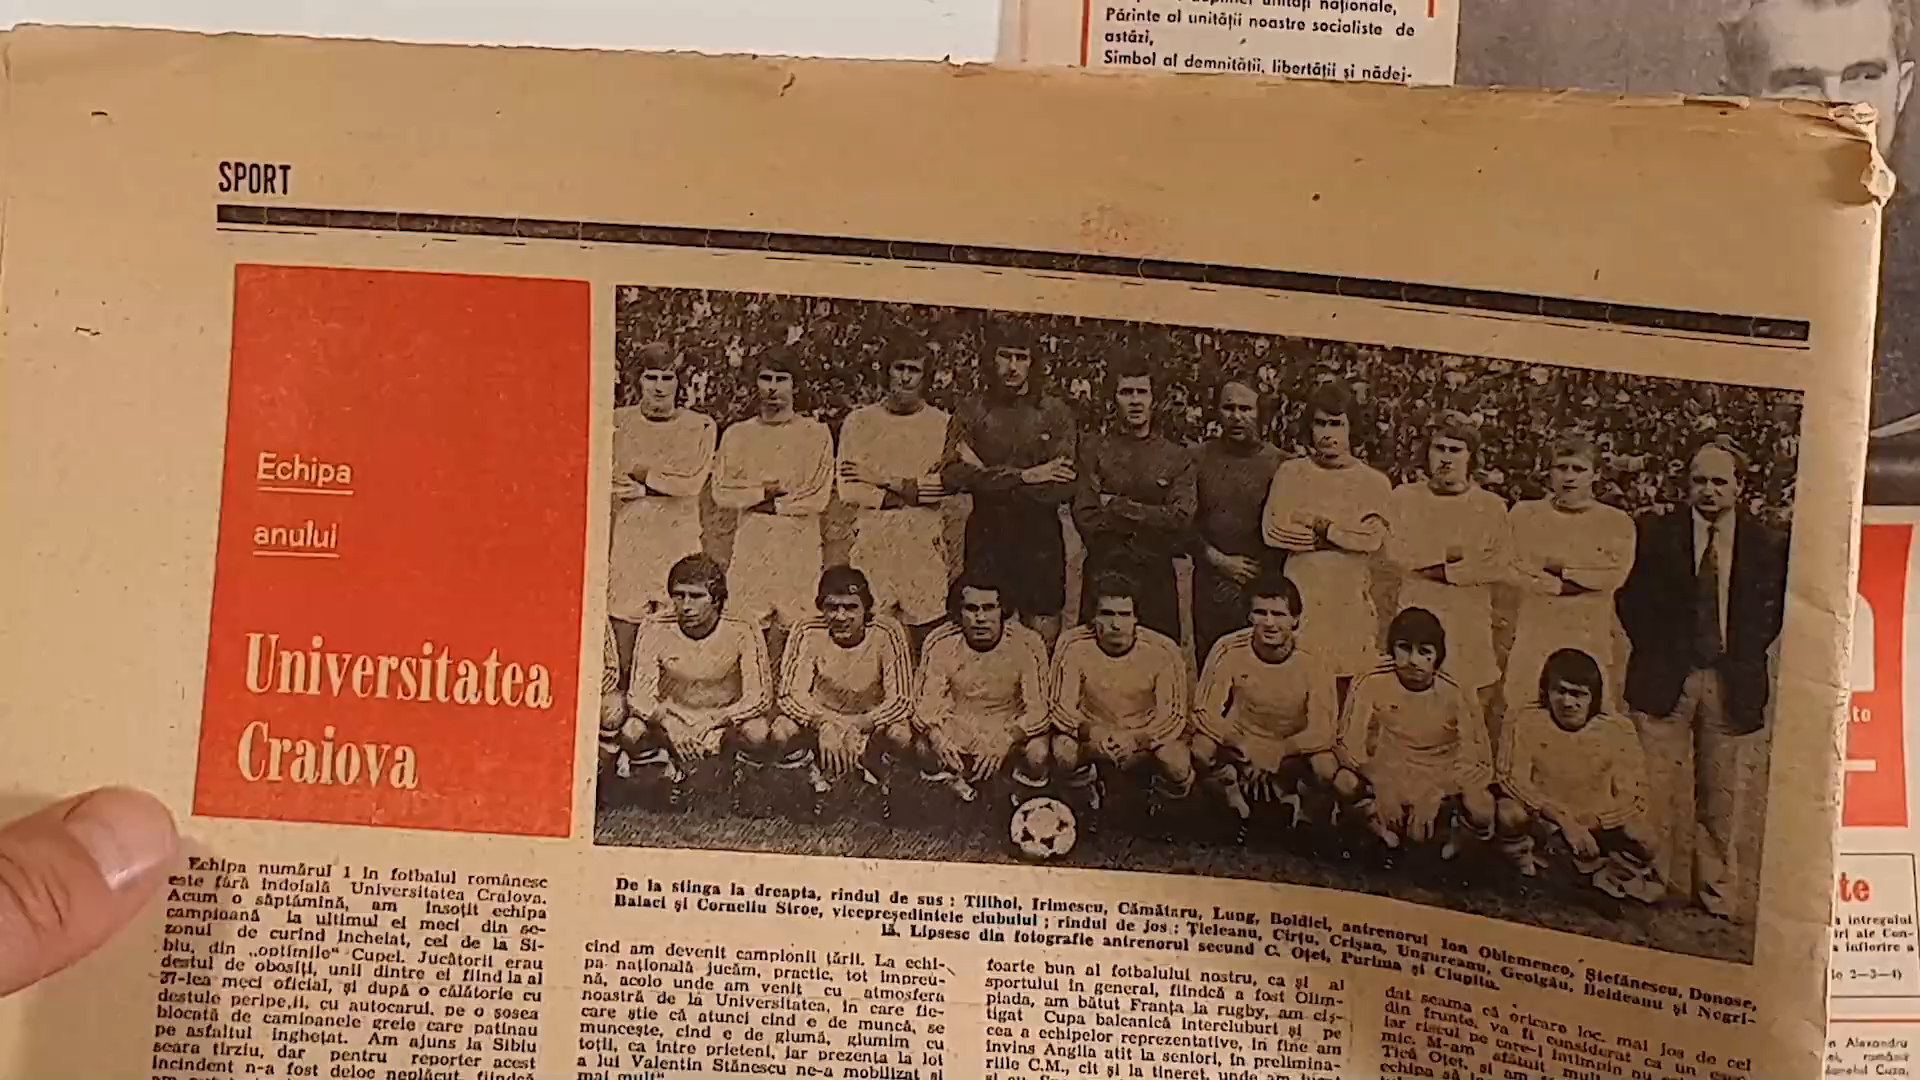 Părinte al unității noastre socialiste de
astăzi,
Simbol al demnității, libertății și nădej-
SPORT
Echipa
anului
Universitatea
Craiova
De la stînga la dreapta, rîndul de sus : Tilihoi, Irimescu, Cămătaru, Lung, Boldici, antrenorul Ion Oblemenco, Ștefănescu, Donose,
Balaci și Corneliu Stroe, vicepreședintele clubului ; rîndul de jos : Țicleanu, Cîrțu, Crișan, Ungureanu, Geolgău, Beldeanu și Negri-
lă. Lipsesc din fotografie antrenorul secund C. Oțet, Purima și Ciupitu.
Echipa numărul 1 în fotbalul românesc
este fără îndoială Universitatea Craiova.
Acum o săptămînă, am însoțit echipa
campioană la ultimul ei meci din se-
zonul de curînd încheiat, cel de la Si-
biu, din „optimile" Cupei. Jucătorii erau
destul de obosiți, unii dintre ei fiind la al
37-lea meci oficial, și după o călătorie cu
destule peripeții, cu autocarul, pe o șosea
blocată de camioanele grele care patinau
pe asfaltul înghețat. Am ajuns la Sibiu
seara tîrziu, dar pentru reporter acest
incident n-a fost deloc neplăcut, fiindcă
cînd am devenit campionii țării. La echi-
pa națională jucăm, practic, tot împreu-
nă, acolo unde am venit cu atmosfera
noastră de la Universitatea, în care fie-
care știe că atunci cînd e de muncă, se
muncește, cînd e de glumă, glumim cu
toții, ca între prieteni, iar prezența la lot
a lui Valentin Stănescu ne-a mobilizat și
mai mult".
foarte bun al fotbalului nostru, ca și al
sportului în general, fiindcă a fost Olim-
piada, am bătut Franța la rugby, am cîș-
tigat Cupa balcanică intercluburi și pe
cea a echipelor reprezentative, în fine am
învins Anglia atît la seniori, în prelimina-
riile C.M., cît și la tineret, unde am
dat seama că oricare loc, mai jos de cel
din frunte, va fi considerat ca un
iar riscul pe care-l întîmpin nu
mic. M-am sfătuit mult
Tică Oțet, și am
echipa să
to
te
a întregului
a înflorire a
2—3—4)
Alexandru
Cuza,